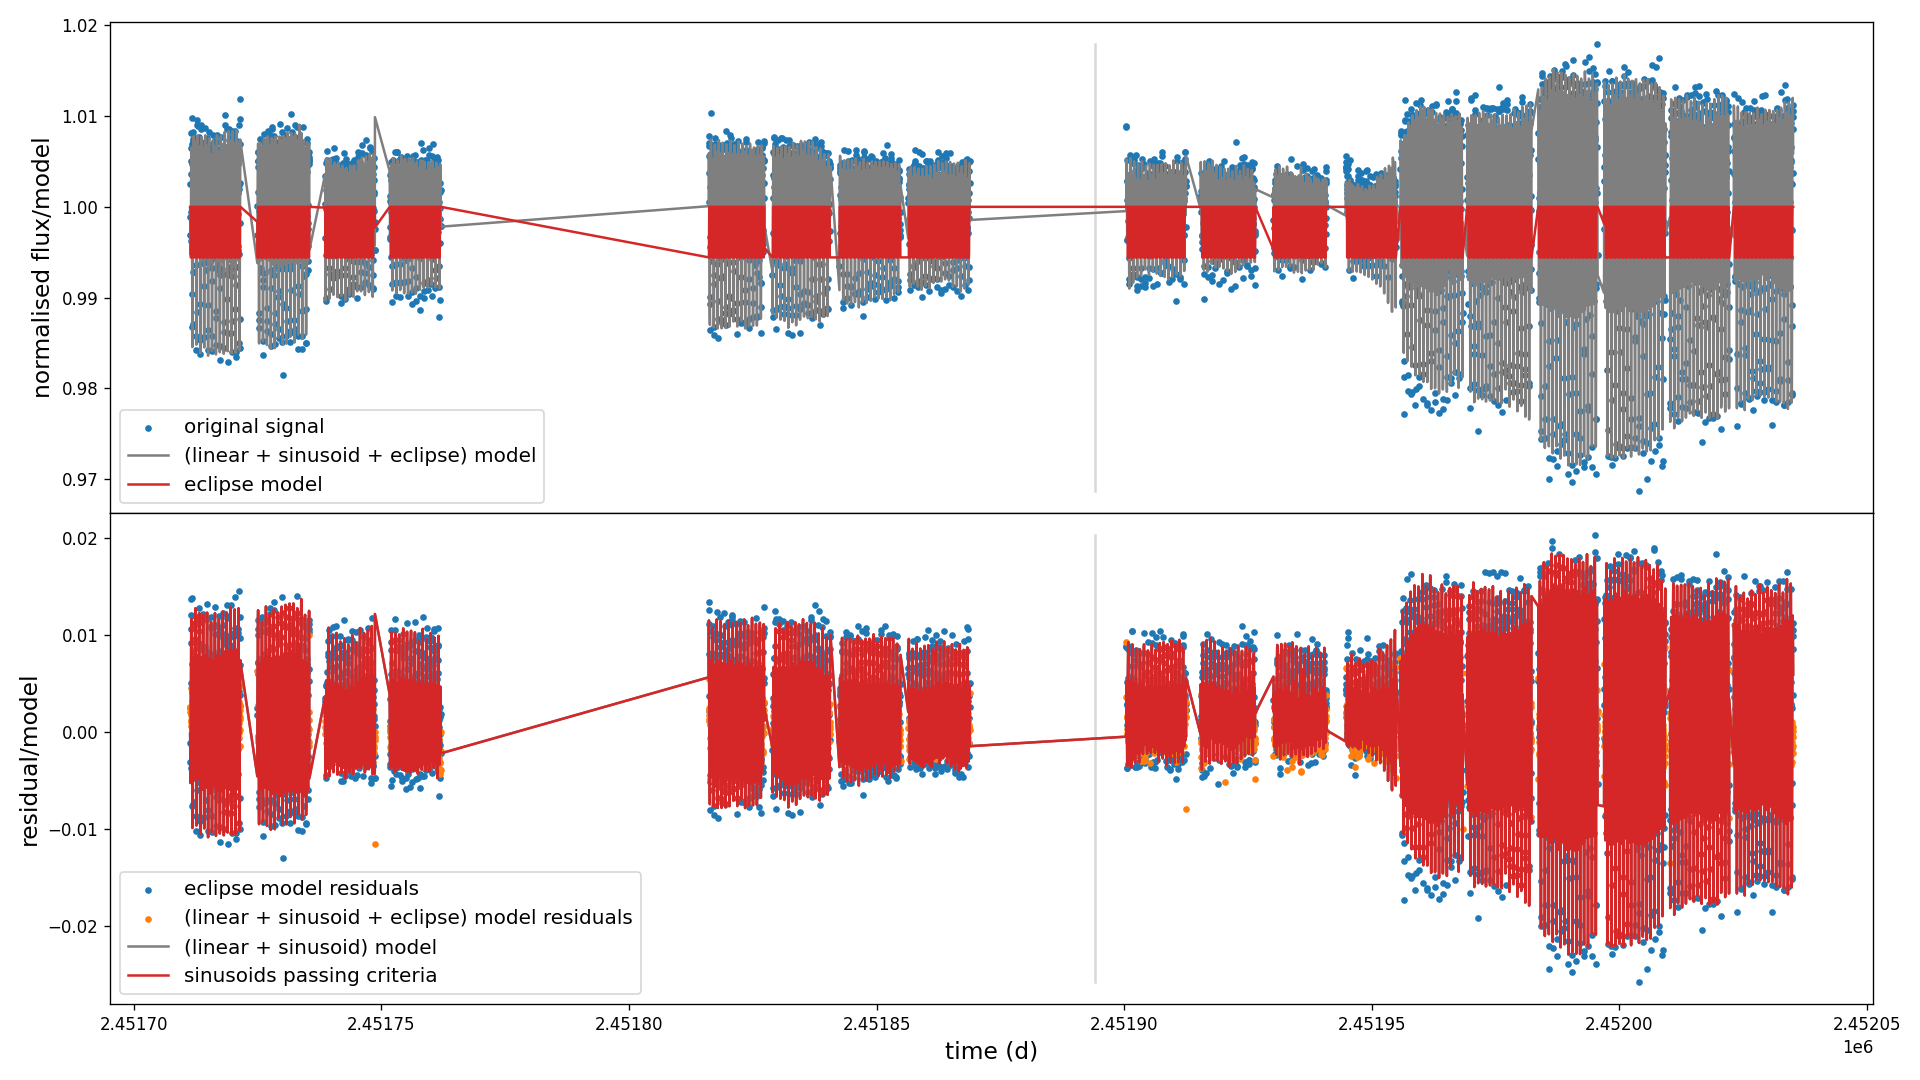 1.02
1.01
1.00
0.99
0.98
0.97
normalised flux/model
original signal
(linear + sinusoid + eclipse) model
eclipse model
0.02
0.01
0.00
−0.01
−0.02
residual/model
eclipse model residuals
(linear + sinusoid + eclipse) model residuals
(linear + sinusoid) model
sinusoids passing criteria
2.45170 2.45175 2.45180 2.45185 2.45190 2.45195 2.45200 2.45205
1e6
time (d)